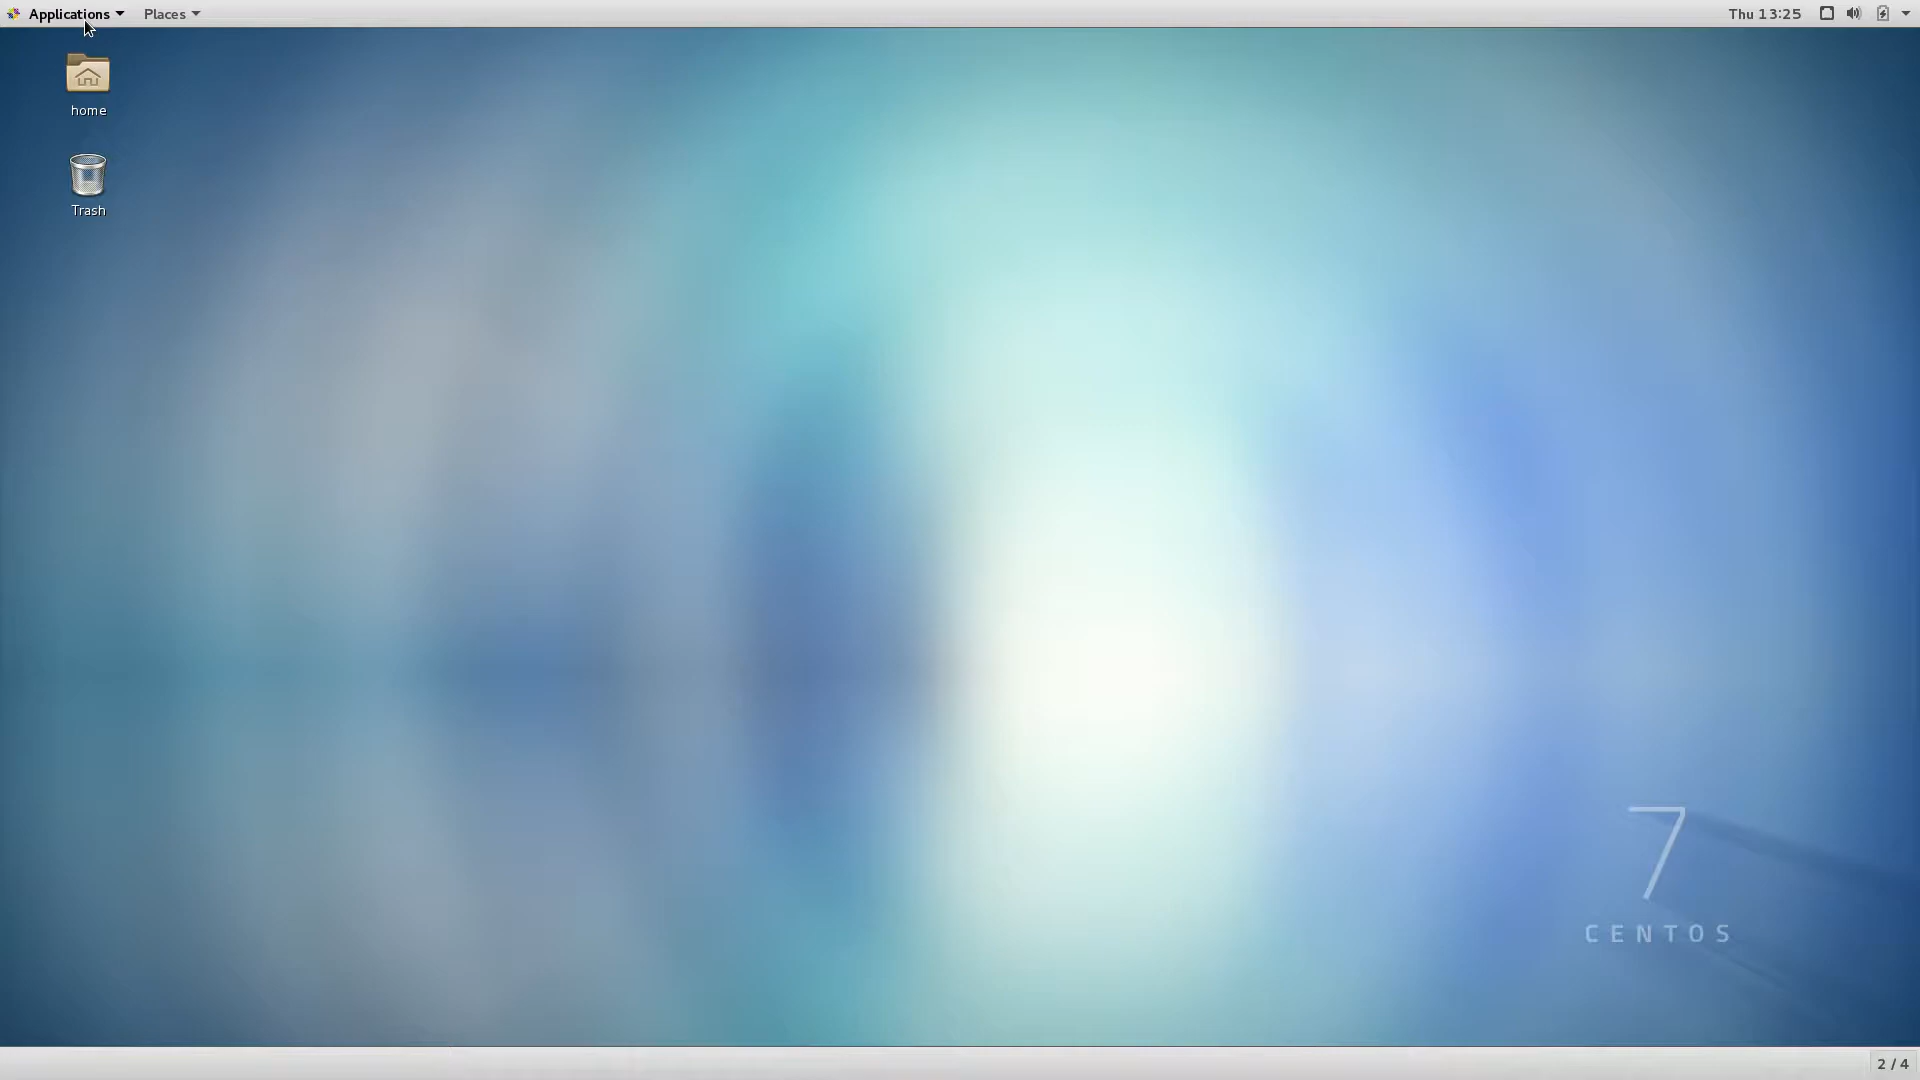 Applications Places Thu 13:25
home
Trash
7
CENTOS
2 / 4